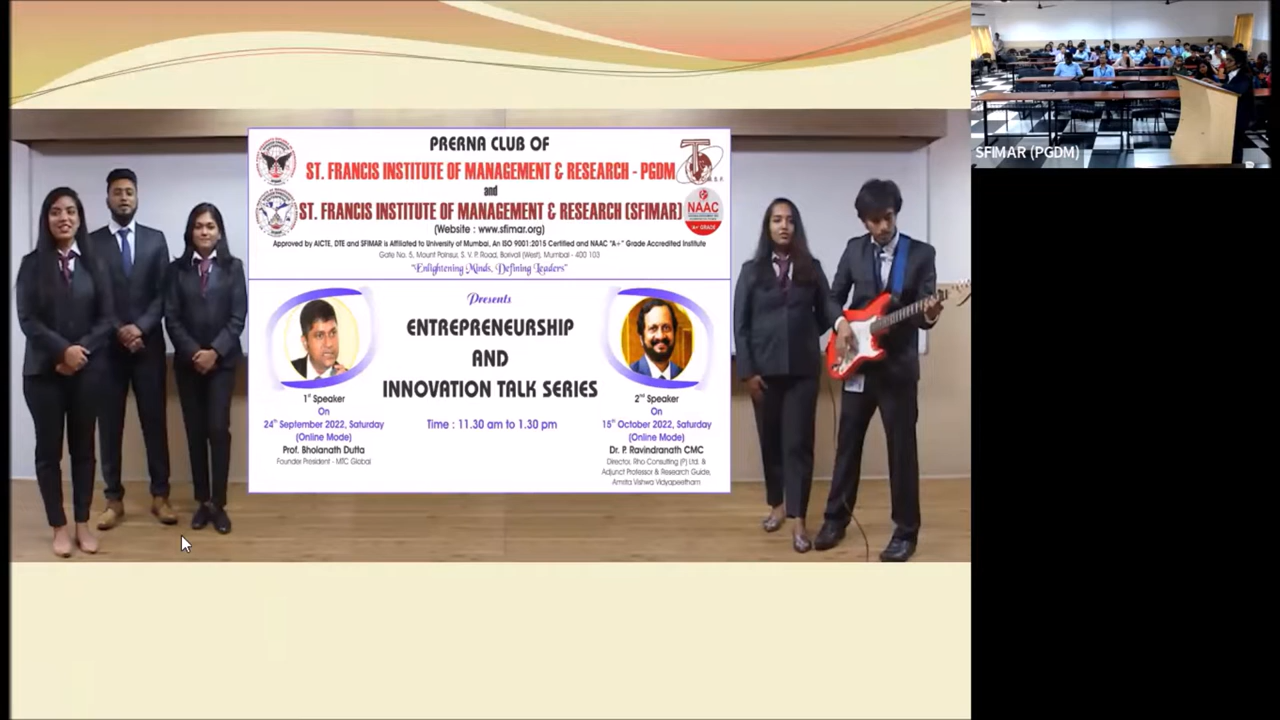 PRERNA CLUB OF
ST. FRANCIS INSTITUTE OF MANAGEMENT & RESEARCH - PGDM
and
ST. FRANCIS INSTITUTE OF MANAGEMENT & RESEARCH (SFIMAR)
(Website : www.sfimar.org)
Approved by AICTE, DTE and SFIMAR is Affiliated to University of Mumbai, An ISO 9001:2015 Certified and NAAC "A+" Grade Accredited Institute
Gate No. 5, Mount Poinsur, S. V. P. Road, Borivali (West), Mumbai - 400 103
"Enlightening Minds, Defining Leaders"
NAAC
A+ GRADE
Presents
ENTREPRENEURSHIP
AND
INNOVATION TALK SERIES
Time : 11.30 am to 1.30 pm
1st Speaker
On
24th September 2022, Saturday
(Online Mode)
Prof. Bholanath Dutta
Founder President - MTC Global
2nd Speaker
On
15th October 2022, Saturday
(Online Mode)
Dr. P. Ravindranath CMC
Director, Rho Consulting (P) Ltd. &
Adjunct Professor & Research Guide,
Amrita Vishwa Vidyapeetham
SFIMAR (PGDM)